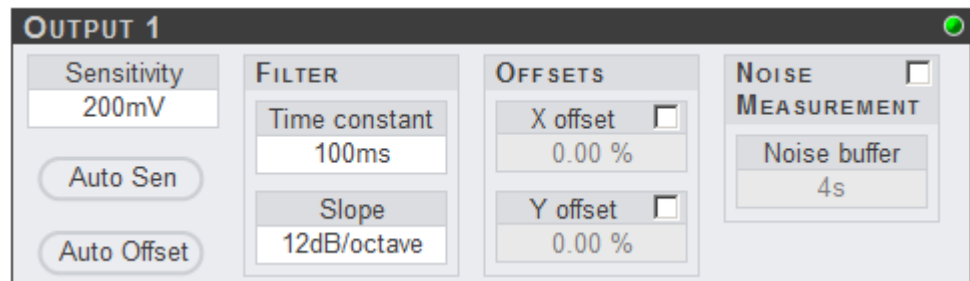 OUTPUT 1
Sensitivity
200mV
Auto Sen
Auto Offset
FILTER
Time constant
100ms
Slope
12dB/octave
OFFSETS
X offset
0.00 %
Y offset
0.00 %
NOISE
MEASUREMENT
Noise buffer
4s